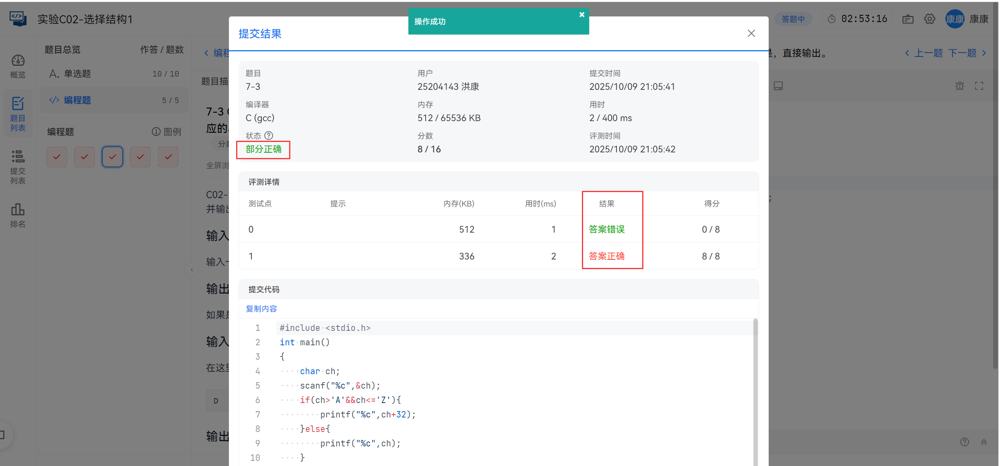 实验C02-选择结构1
操作成功
答题中
02:53:16
康康
康康
提交结果
题目总览
作答 / 题数
编程
是，直接输出。
上一题
下一题
概览
A. 单选题
10 / 10
</> 编程题
5 / 5
题目
列表
编程题
图例
提交
列表
排名
题目描
7-3
应的
分数
全屏浏
C02-
并输出
输入
输入一
输出
如果是
输入
在这里
D
输出
题目
用户
提交时间
7-3
25204143 洪康
2025/10/09 21:05:41
编译器
内存
用时
C (gcc)
512 / 65536 KB
2 / 400 ms
状态
分数
评测时间
部分正确
8 / 16
2025/10/09 21:05:42
评测详情
测试点
提示
内存(KB)
用时(ms)
结果
得分
0
512
1
答案错误
0 / 8
1
336
2
答案正确
8 / 8
提交代码
复制内容
1 #include <stdio.h>
2 int main()
3 {
4     char ch;
5     scanf("%c",&ch);
6     if(ch>'A'&&ch<='Z'){
7         printf("%c",ch+32);
8     }else{
9         printf("%c",ch);
10     }
;